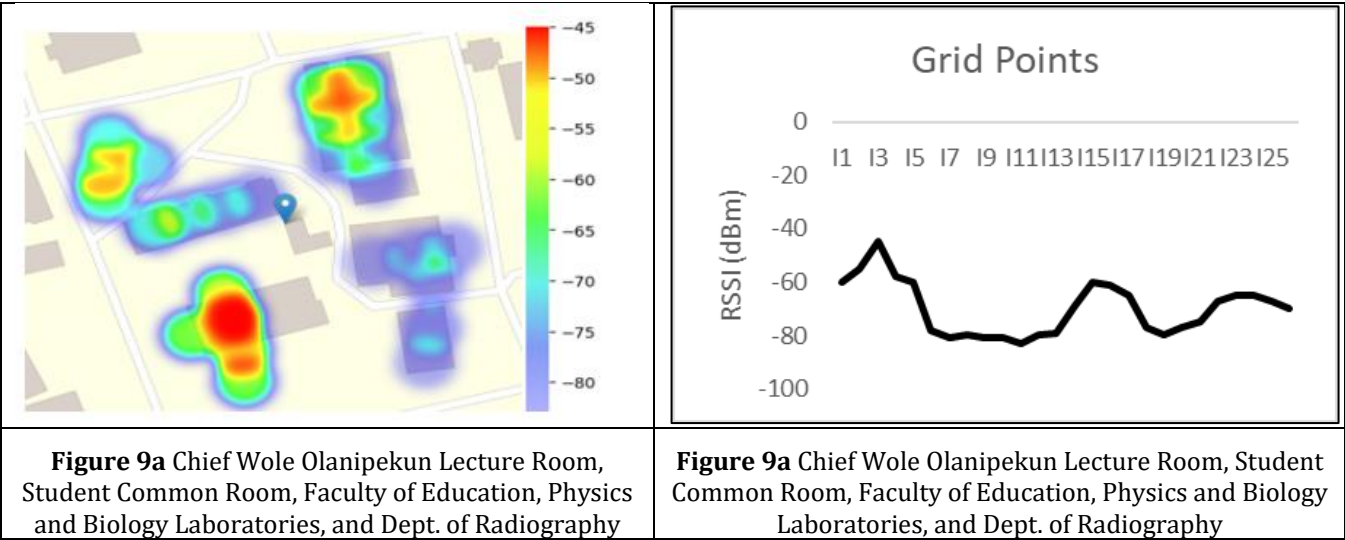 −45
−50
−55
−60
−65
−70
−75
−80
Figure 9a Chief Wole Olanipekun Lecture Room,
Student Common Room, Faculty of Education, Physics
and Biology Laboratories, and Dept. of Radiography
Grid Points
RSSI (dBm)
0
-20
-40
-60
-80
-100
I1 I3 I5 I7 I9 I11 I13 I15 I17 I19 I21 I23 I25
Figure 9a Chief Wole Olanipekun Lecture Room, Student
Common Room, Faculty of Education, Physics and Biology
Laboratories, and Dept. of Radiography